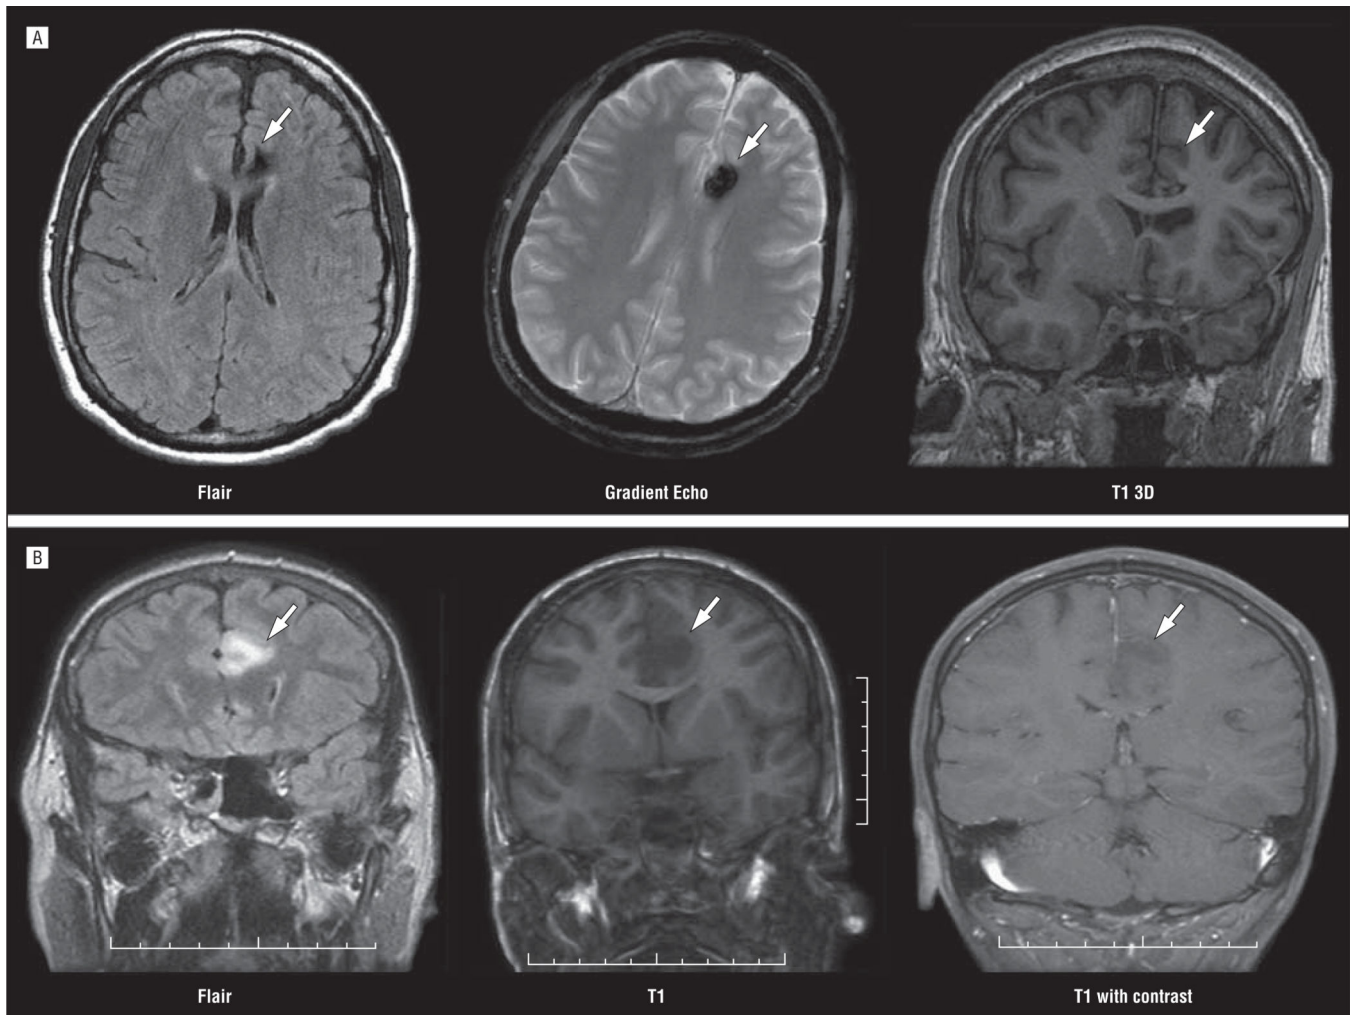 A
Flair
Gradient Echo
T1 3D
B
Flair
T1
T1 with contrast